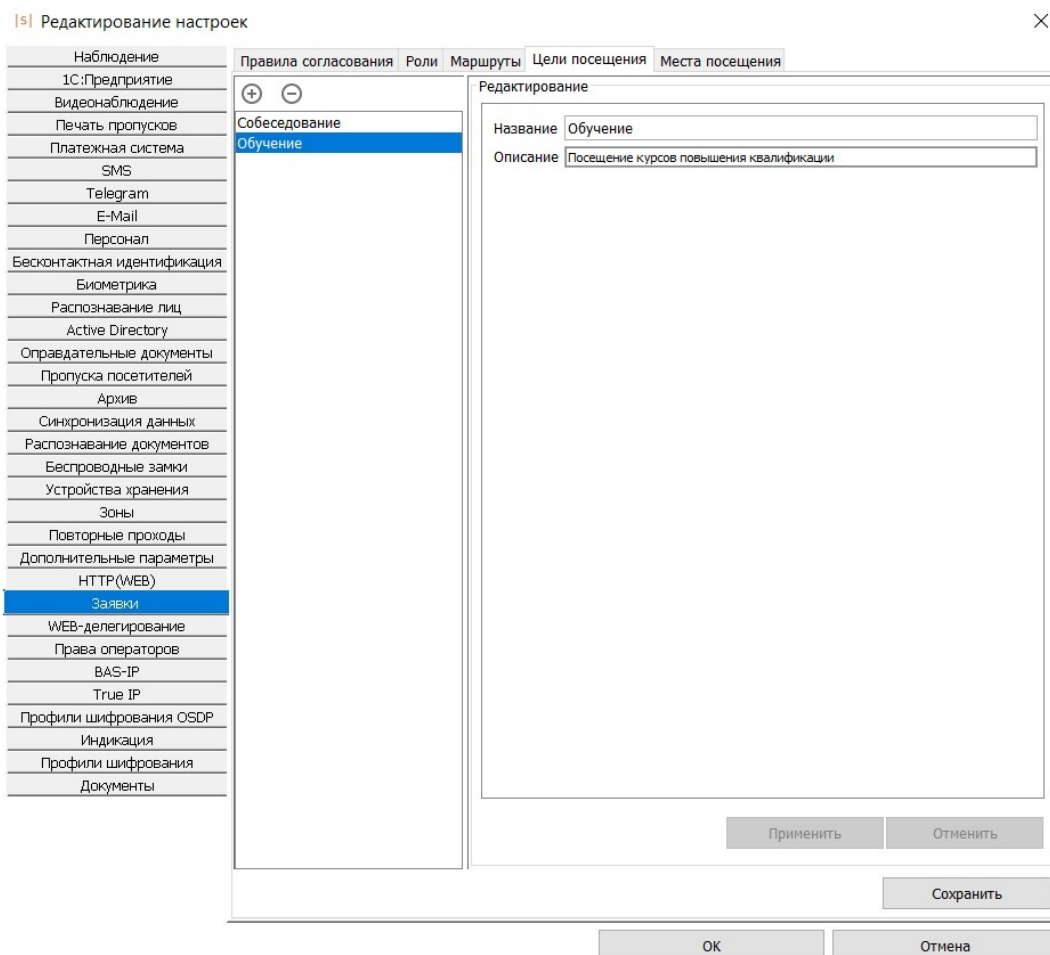 |S| Редактирование настроек
Наблюдение
1С:Предприятие
Видеонаблюдение
Печать пропусков
Платежная система
SMS
Telegram
E-Mail
Персонал
Бесконтактная идентификация
Биометрика
Распознавание лиц
Active Directory
Оправдательные документы
Пропуска посетителей
Архив
Синхронизация данных
Распознавание документов
Беспроводные замки
Устройства хранения
Зоны
Повторные проходы
Дополнительные параметры
HTTP(WEB)
Заявки
WEB-делегирование
Права операторов
BAS-IP
True IP
Профили шифрования OSDP
Индикация
Профили шифрования
Документы
Правила согласования Роли Маршруты Цели посещения Места посещения
Собеседование
Обучение
Редактирование
Название Обучение
Описание Посещение курсов повышения квалификации
Применить Отменить
Сохранить
ОК Отмена